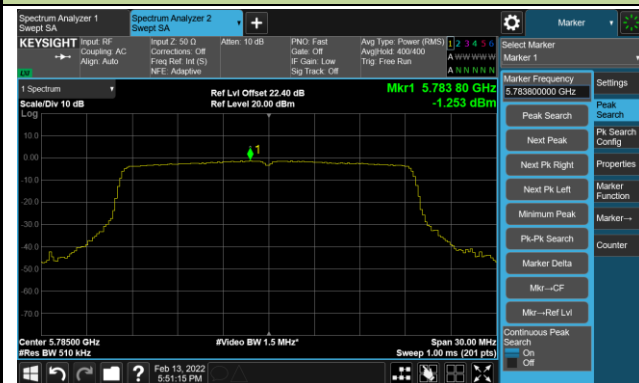 Spectrum Analyzer 1
Swept SA
Spectrum Analyzer 2
Swept SA
+
Marker
KEYSIGHT
Input: RF
Coupling: AC
Align: Auto
Input Z: 50 Ω
Corrections: Off
Freq Ref: Int (S)
NFE: Adaptive
Atten: 10 dB
PNO: Fast
Gate: Off
IF Gain: Low
Sig Track: Off
Avg Type: Power (RMS)
Avg|Hold: 400/400
Trig: Free Run
1 2 3 4 5 6
A W W W W W
A N N N N N
LXI
Select Marker
Marker 1
1 Spectrum
Scale/Div 10 dB
Log
Ref Lvl Offset 22.40 dB
Ref Level 20.00 dBm
Mkr1 5.783 80 GHz
-1.253 dBm
10.0
0.00
-10.0
-20.0
-30.0
-40.0
-50.0
-60.0
-70.0
1
Center 5.78500 GHz
#Res BW 510 kHz
#Video BW 1.5 MHz*
Span 30.00 MHz
Sweep 1.00 ms (201 pts)
Marker Frequency
5.783800000 GHz
Peak Search
Next Peak
Next Pk Right
Next Pk Left
Minimum Peak
Pk-Pk Search
Marker Delta
Mkr→CF
Mkr→Ref Lvl
Continuous Peak
Search
On
Off
Settings
Peak
Search
Pk Search
Config
Properties
Marker
Function
Marker→
Counter
?
Feb 13, 2022
5:51:15 PM